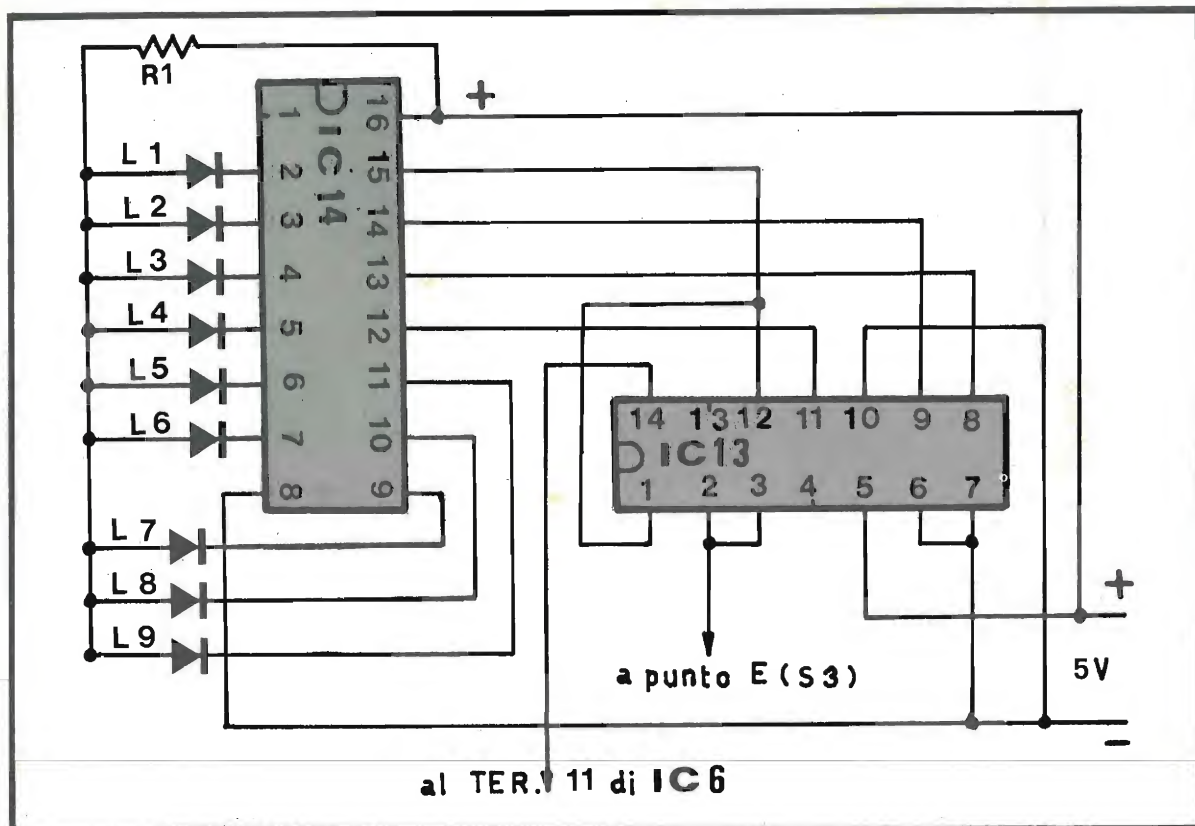 R1
+
1 16
L 1 2 15
L 2 3 14
L 3 4 13
L 4 5 12
L 5 6 11
L 6 7 10
8 9
IC 14
L 7
L 8
L 9
14 13 12 11 10 9 8
IC 13
1 2 3 4 5 6 7
+
a punto E (S3)
5V
−
al TER. 11 di IC 6